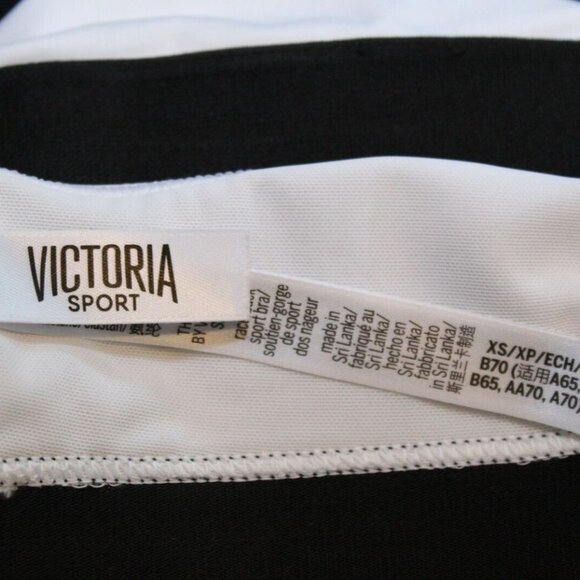 VICTORIA
SPORT
sport bra/
soutien-gorge
de sport
dos nageur
made in
Sri Lanka/
fabriqué au
Sri Lanka/
hecho en
Sri Lanka/
fabbricato
in Sri Lanka/
斯里兰卡制造
XS/XP/ECH/
B70 (适用A65,
B65, AA70, A70)